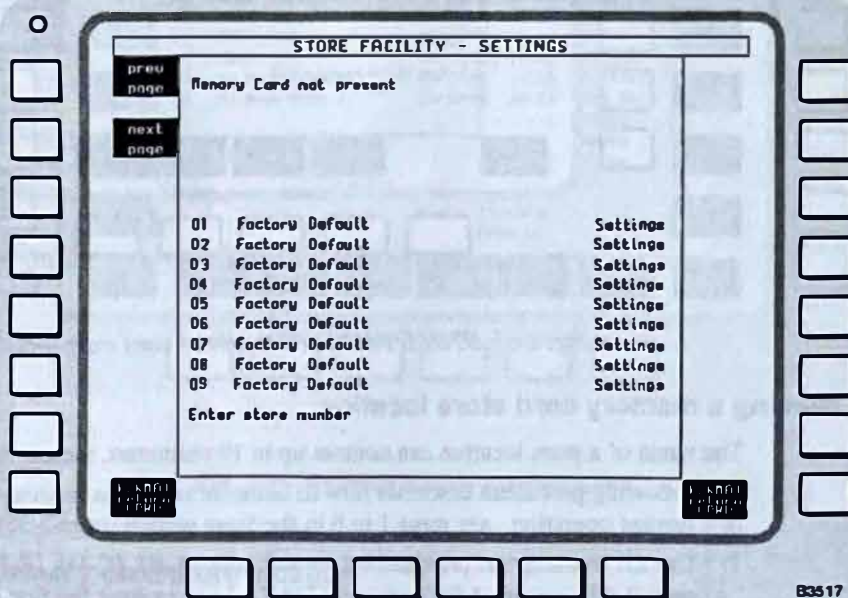 STORE FACILITY - SETTINGS
prev
page
Memory Card not present
next
page
01 Factory Default Settings
02 Factory Default Settings
03 Factory Default Settings
04 Factory Default Settings
05 Factory Default Settings
06 Factory Default Settings
07 Factory Default Settings
08 Factory Default Settings
09 Factory Default Settings
Enter store number
B3517